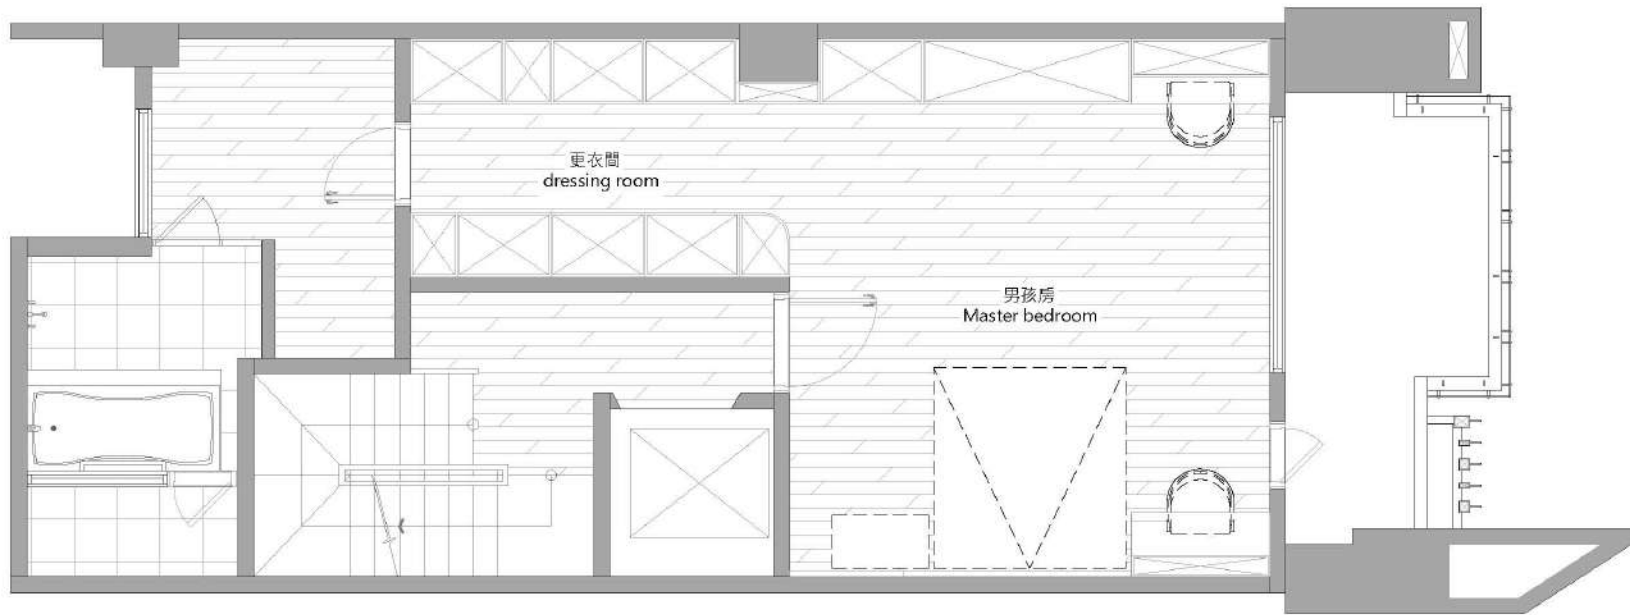 更衣間
dressing room
男孩房
Master bedroom